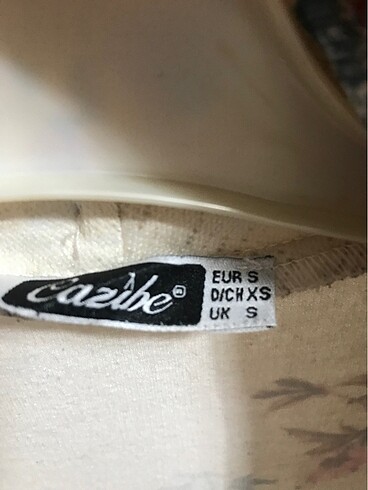 Cazibe®
EUR S
D/CH XS
UK S